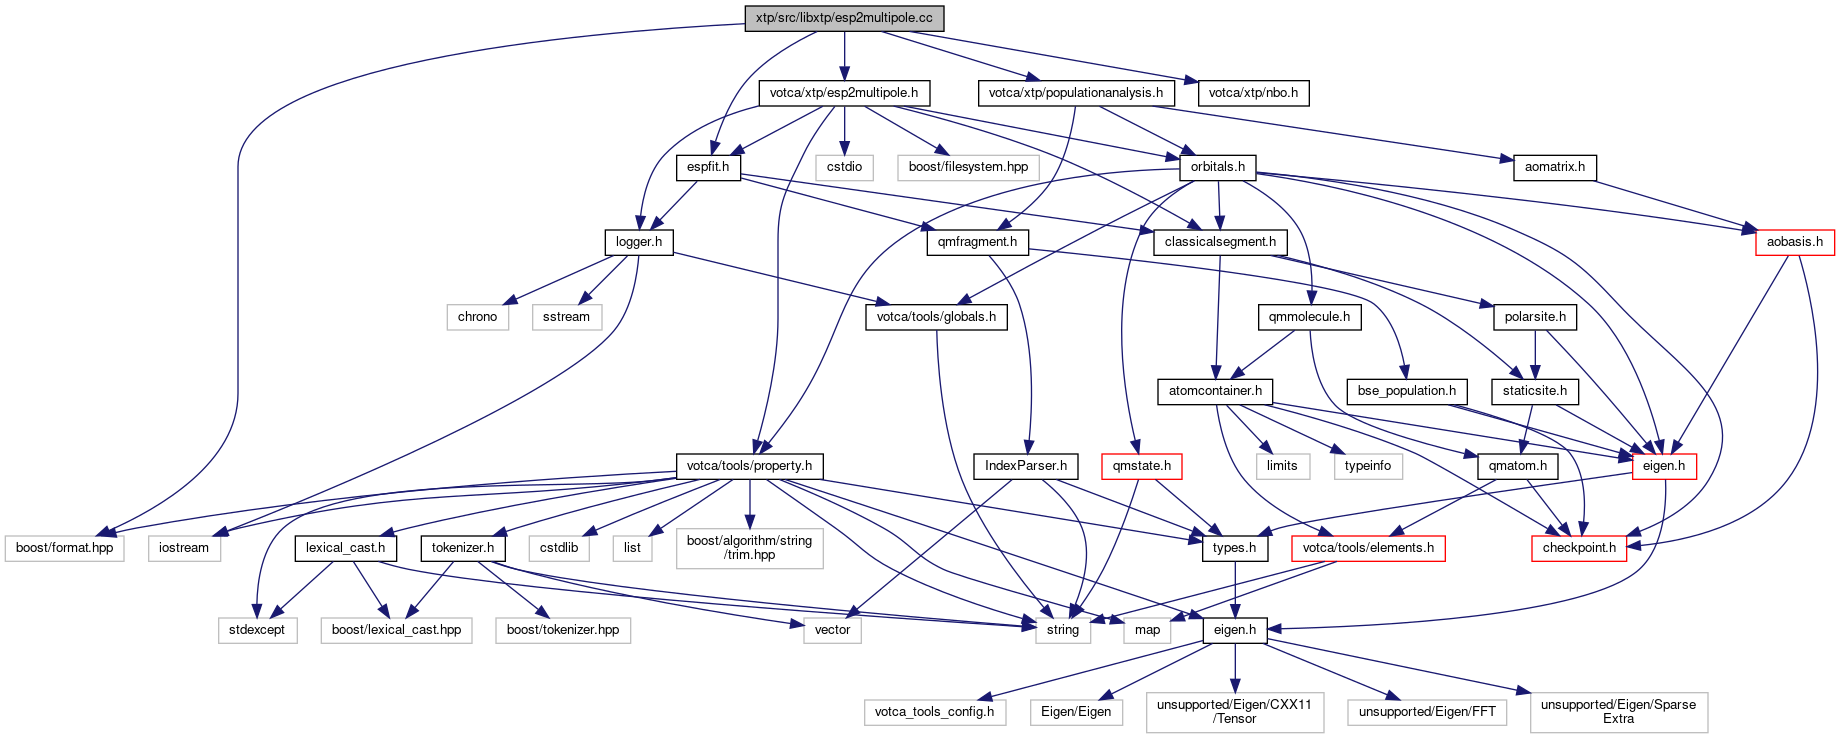 xtp/src/libxtp/esp2multipole.cc
votca/xtp/esp2multipole.h
votca/xtp/populationanalysis.h
votca/xtp/nbo.h
espfit.h
cstdio
boost/filesystem.hpp
orbitals.h
aomatrix.h
logger.h
qmfragment.h
classicalsegment.h
aobasis.h
chrono
sstream
votca/tools/globals.h
qmmolecule.h
polarsite.h
atomcontainer.h
bse_population.h
staticsite.h
votca/tools/property.h
IndexParser.h
qmstate.h
limits
typeinfo
qmatom.h
eigen.h
boost/format.hpp
iostream
lexical_cast.h
tokenizer.h
cstdlib
list
boost/algorithm/string
/trim.hpp
types.h
votca/tools/elements.h
checkpoint.h
stdexcept
boost/lexical_cast.hpp
boost/tokenizer.hpp
vector
string
map
eigen.h
votca_tools_config.h
Eigen/Eigen
unsupported/Eigen/CXX11
/Tensor
unsupported/Eigen/FFT
unsupported/Eigen/Sparse
Extra